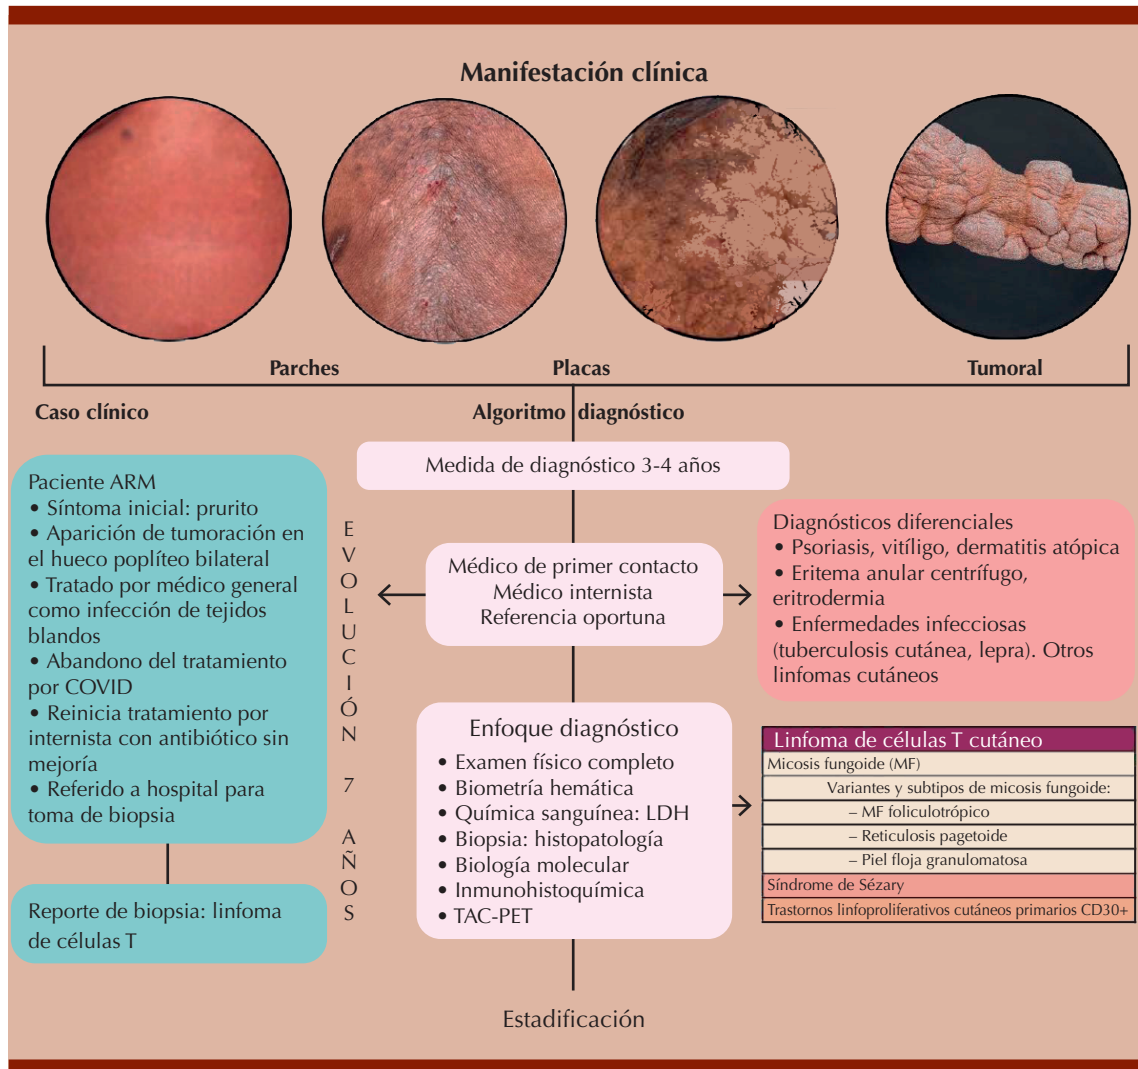 Manifestación clínica
Parches
Placas
Tumoral
Caso clínico
Algoritmo diagnóstico
Medida de diagnóstico 3-4 años
Paciente ARM
• Síntoma inicial: prurito
• Aparición de tumoración en
el hueco poplíteo bilateral
• Tratado por médico general
como infección de tejidos
blandos
• Abandono del tratamiento
por COVID
• Reinicia tratamiento por
internista con antibiótico sin
mejoría
• Referido a hospital para
toma de biopsia
Reporte de biopsia: linfoma
de células T
EVOLUCIÓN 7 AÑOS
Médico de primer contacto
Médico internista
Referencia oportuna
Diagnósticos diferenciales
• Psoriasis, vitíligo, dermatitis atópica
• Eritema anular centrífugo,
eritrodermia
• Enfermedades infecciosas
(tuberculosis cutánea, lepra). Otros
linfomas cutáneos
Enfoque diagnóstico
• Examen físico completo
• Biometría hemática
• Química sanguínea: LDH
• Biopsia: histopatología
• Biología molecular
• Inmunohistoquímica
• TAC-PET
Linfoma de células T cutáneo
Micosis fungoide (MF)
Variantes y subtipos de micosis fungoide:
– MF foliculotrópico
– Reticulosis pagetoide
– Piel floja granulomatosa
Síndrome de Sézary
Trastornos linfoproliferativos cutáneos primarios CD30+
Estadificación